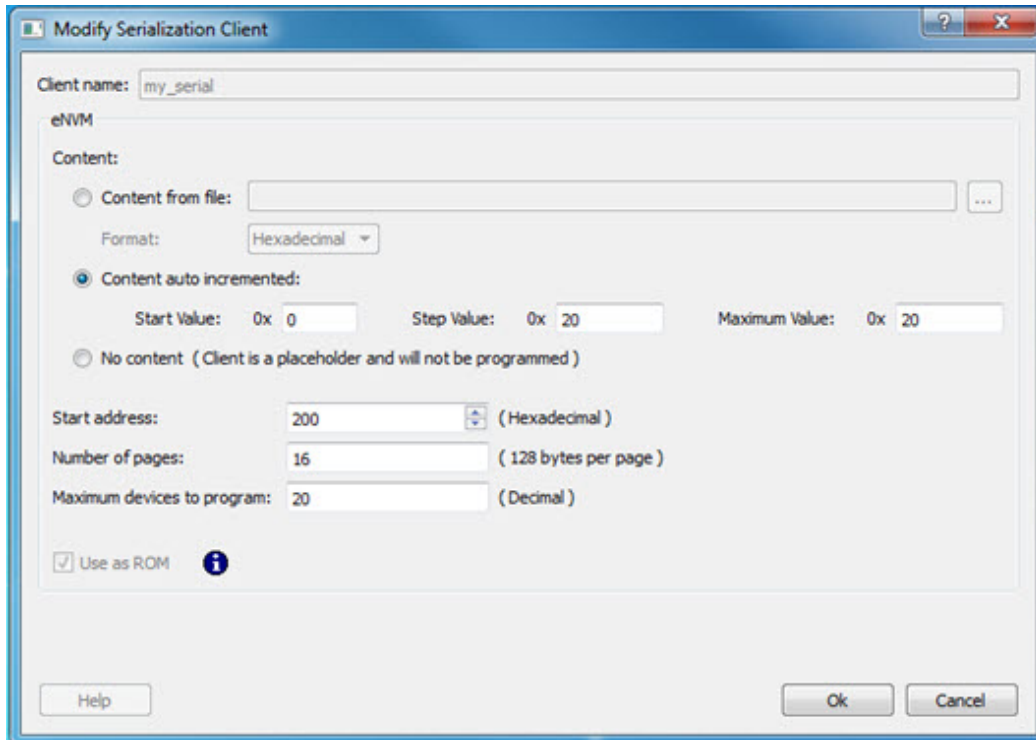 Modify Serialization Client
?
X
Client name: my_serial
eNVM
Content:
Content from file: ...
Format: Hexadecimal
Content auto incremented:
Start Value: 0x 0 Step Value: 0x 20 Maximum Value: 0x 20
No content ( Client is a placeholder and will not be programmed )
Start address: 200 ( Hexadecimal )
Number of pages: 16 ( 128 bytes per page )
Maximum devices to program: 20 ( Decimal )
Use as ROM i
Help Ok Cancel